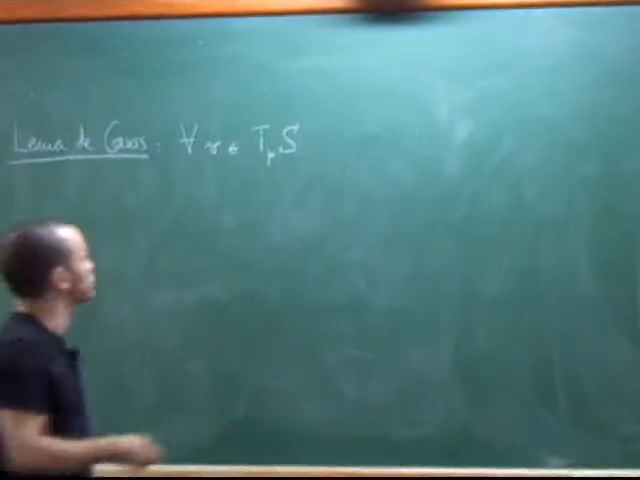 Lema de Gauss: ∀ v ∈ TₚS